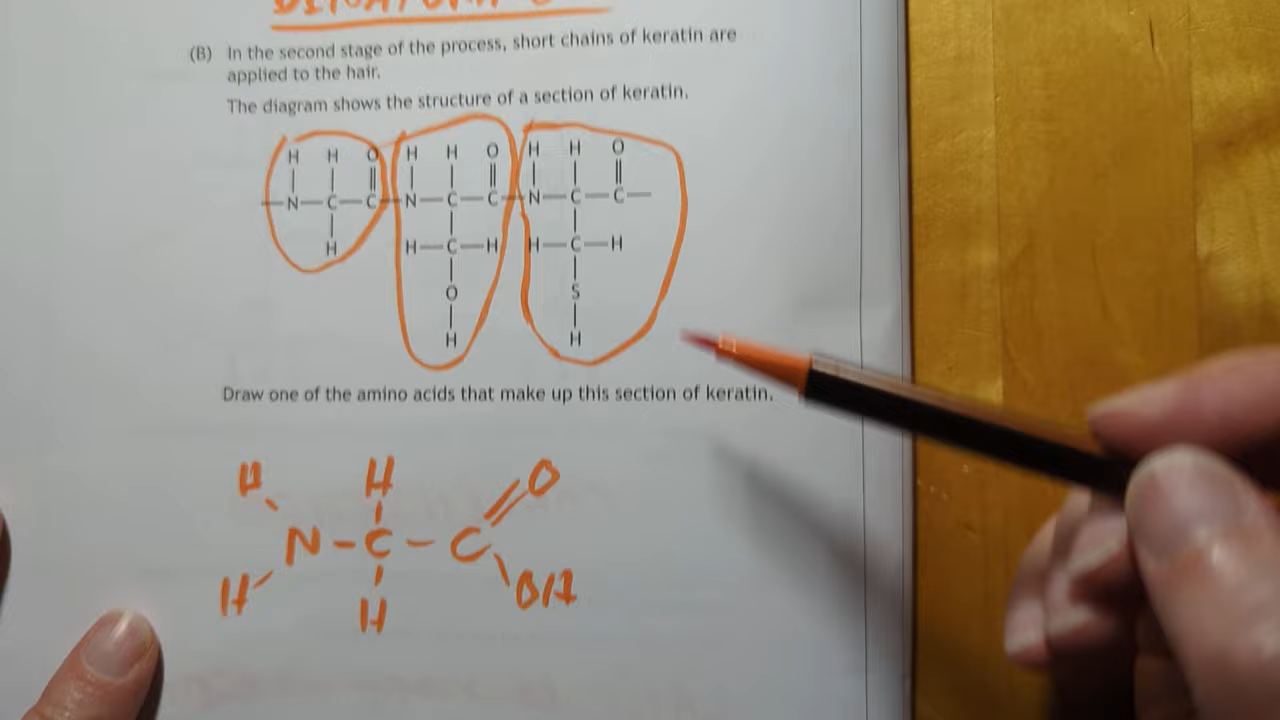 (B) In the second stage of the process, short chains of keratin are
applied to the hair.
The diagram shows the structure of a section of keratin.
H H O H H O H H O
N C C N C C N C C
H H C H H C H
O S
H H
Draw one of the amino acids that make up this section of keratin.
H H O
N - C - C
H H OH